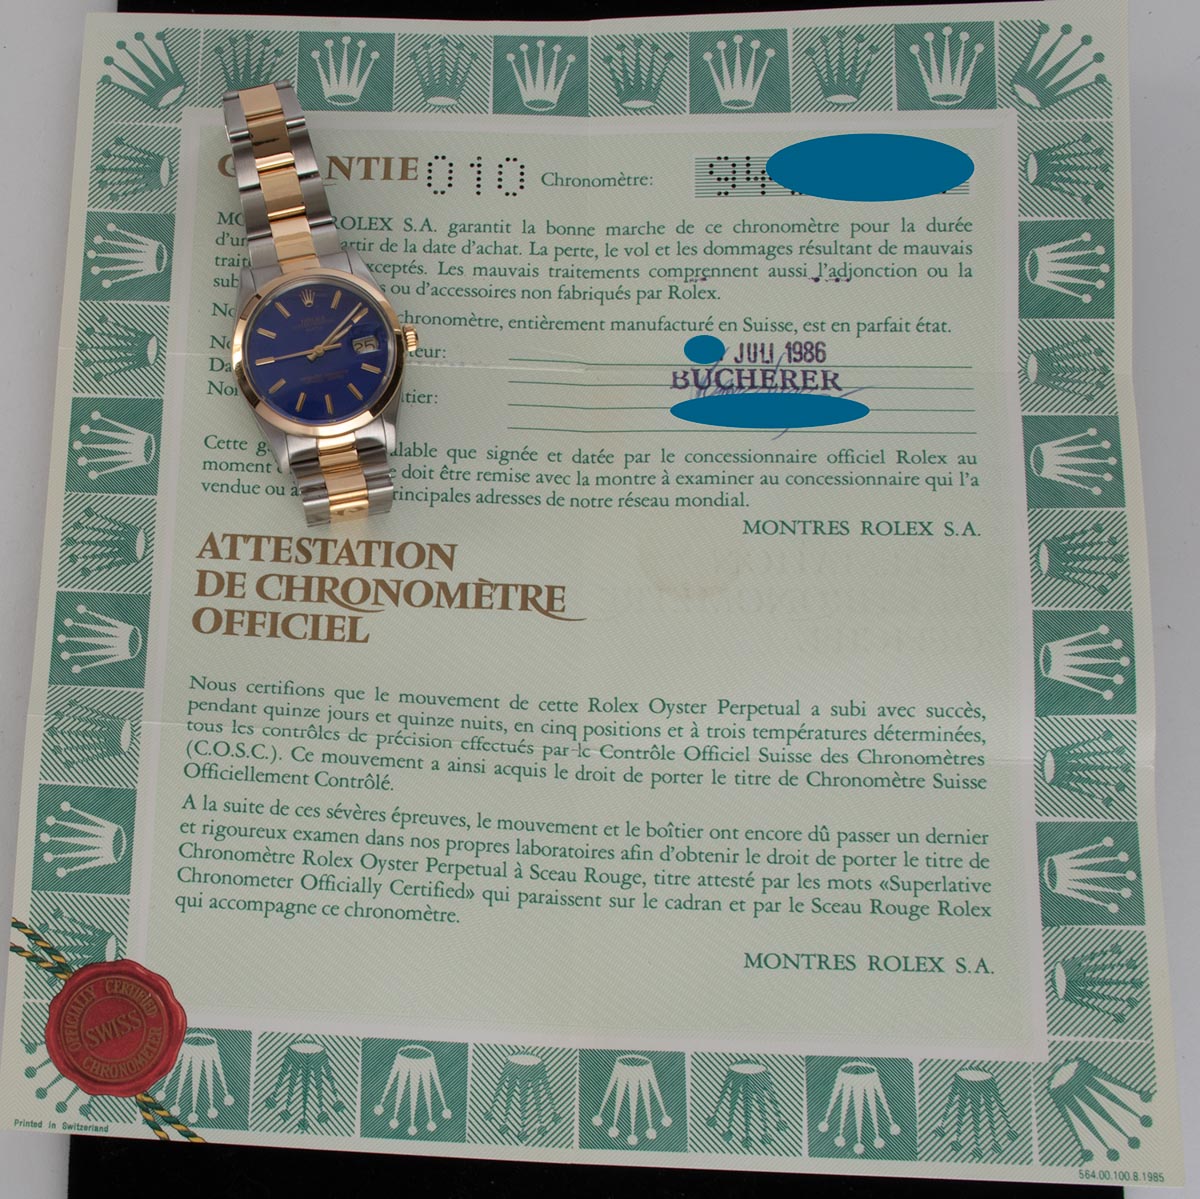 NTIE 010 Chronomètre: 94
ROLEX S.A. garantit la bonne marche de ce chronomètre pour la durée
d'un artir de la date d'achat. La perte, le vol et les dommages résultant de mauvais
trait xceptés. Les mauvais traitements comprennent aussi l'adjonction ou la
sub s ou d'accessoires non fabriqués par Rolex.
chronomètre, entièrement manufacturé en Suisse, est en parfait état.
teur:
JUIJ 1986
BUCHERER
tier:
Cette g alable que signée et datée par le concessionnaire officiel Rolex au
moment e doit être remise avec la montre à examiner au concessionnaire qui l'a
vendue ou a rincipales adresses de notre réseau mondial.
MONTRES ROLEX S.A.
ATTESTATION
DE CHRONOMÈTRE
OFFICIEL
Nous certifions que le mouvement de cette Rolex Oyster Perpetual a subi avec succès,
pendant quinze jours et quinze nuits, en cinq positions et à trois températures déterminées,
tous les contrôles de précision effectués par le Contrôle Officiel Suisse des Chronomètres
(C.O.S.C.). Ce mouvement a ainsi acquis le droit de porter le titre de Chronomètre Suisse
Officiellement Contrôlé.
A la suite de ces sévères épreuves, le mouvement et le boîtier ont encore dû passer un dernier
et rigoureux examen dans nos propres laboratoires afin d'obtenir le droit de porter le titre de
Chronomètre Rolex Oyster Perpetual à Sceau Rouge, titre attesté par les mots «Superlative
Chronometer Officially Certified» qui paraissent sur le cadran et par le Sceau Rouge Rolex
qui accompagne ce chronomètre.
MONTRES ROLEX S.A.
OFFICIALLY CERTIFIED
SWISS
CHRONOMETER
Printed in Switzerland
564.00.100.8.1985
ROLEX
25